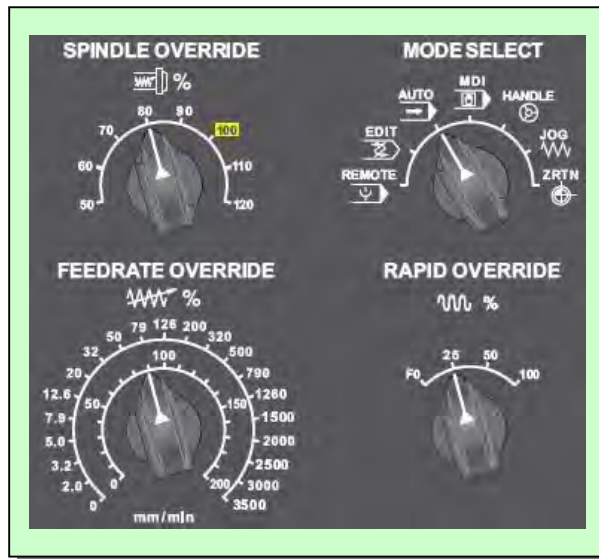 SPINDLE OVERRIDE
%
80 90
70 100
60 110
50 120
MODE SELECT
MDI
AUTO HANDLE
EDIT JOG
REMOTE ZRTN
FEEDRATE OVERRIDE
%
79 126 200
50 320
32 500
20 790
12.6 1260
7.9 1500
5.0 2000
3.2 2500
2.0 3000
0 3500
100
50 150
0 200
mm/min
RAPID OVERRIDE
%
25 50
F0 100